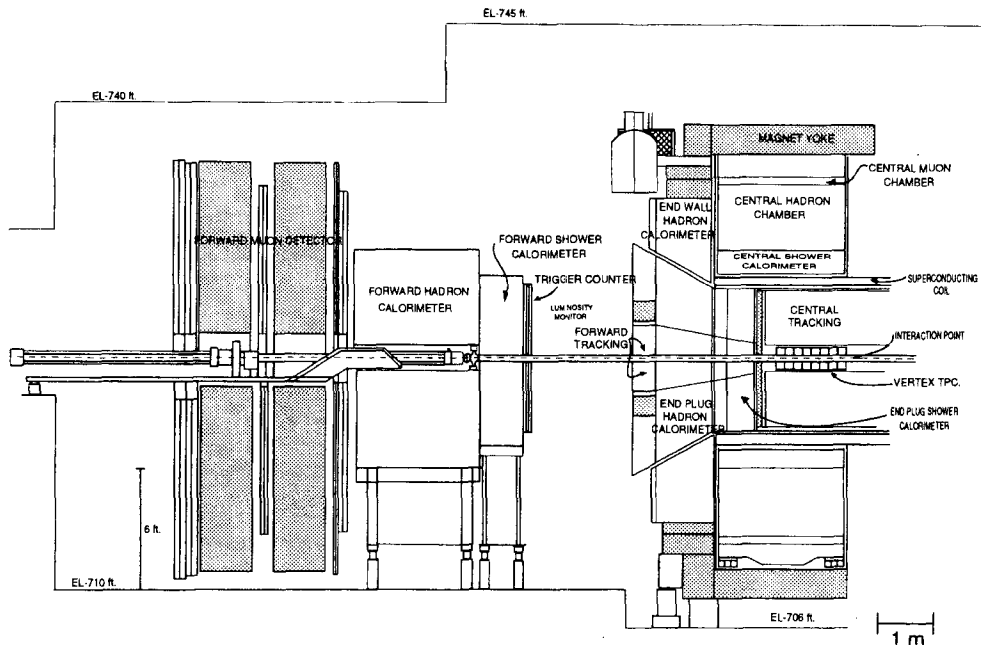 EL-745 ft.
EL-740 ft.
MAGNET YOKE
CENTRAL MUON
CHAMBER
CENTRAL HADRON
CHAMBER
END WALL
HADRON
CALORIMETER
FORWARD MUON DETECTOR
FORWARD SHOWER
CALORIMETER
CENTRAL SHOWER
CALORIMETER
TRIGGER COUNTER
SUPERCONDUCTING
COIL
FORWARD HADRON
CALORIMETER
LUMINOSITY
MONITOR
CENTRAL
TRACKING
FORWARD
TRACKING
INTERACTION POINT
VERTEX TPC.
END PLUG
HADRON
CALORIMETER
END PLUG SHOWER
CALORIMETER
6 ft.
EL-710 ft.
EL-706 ft.
1 m